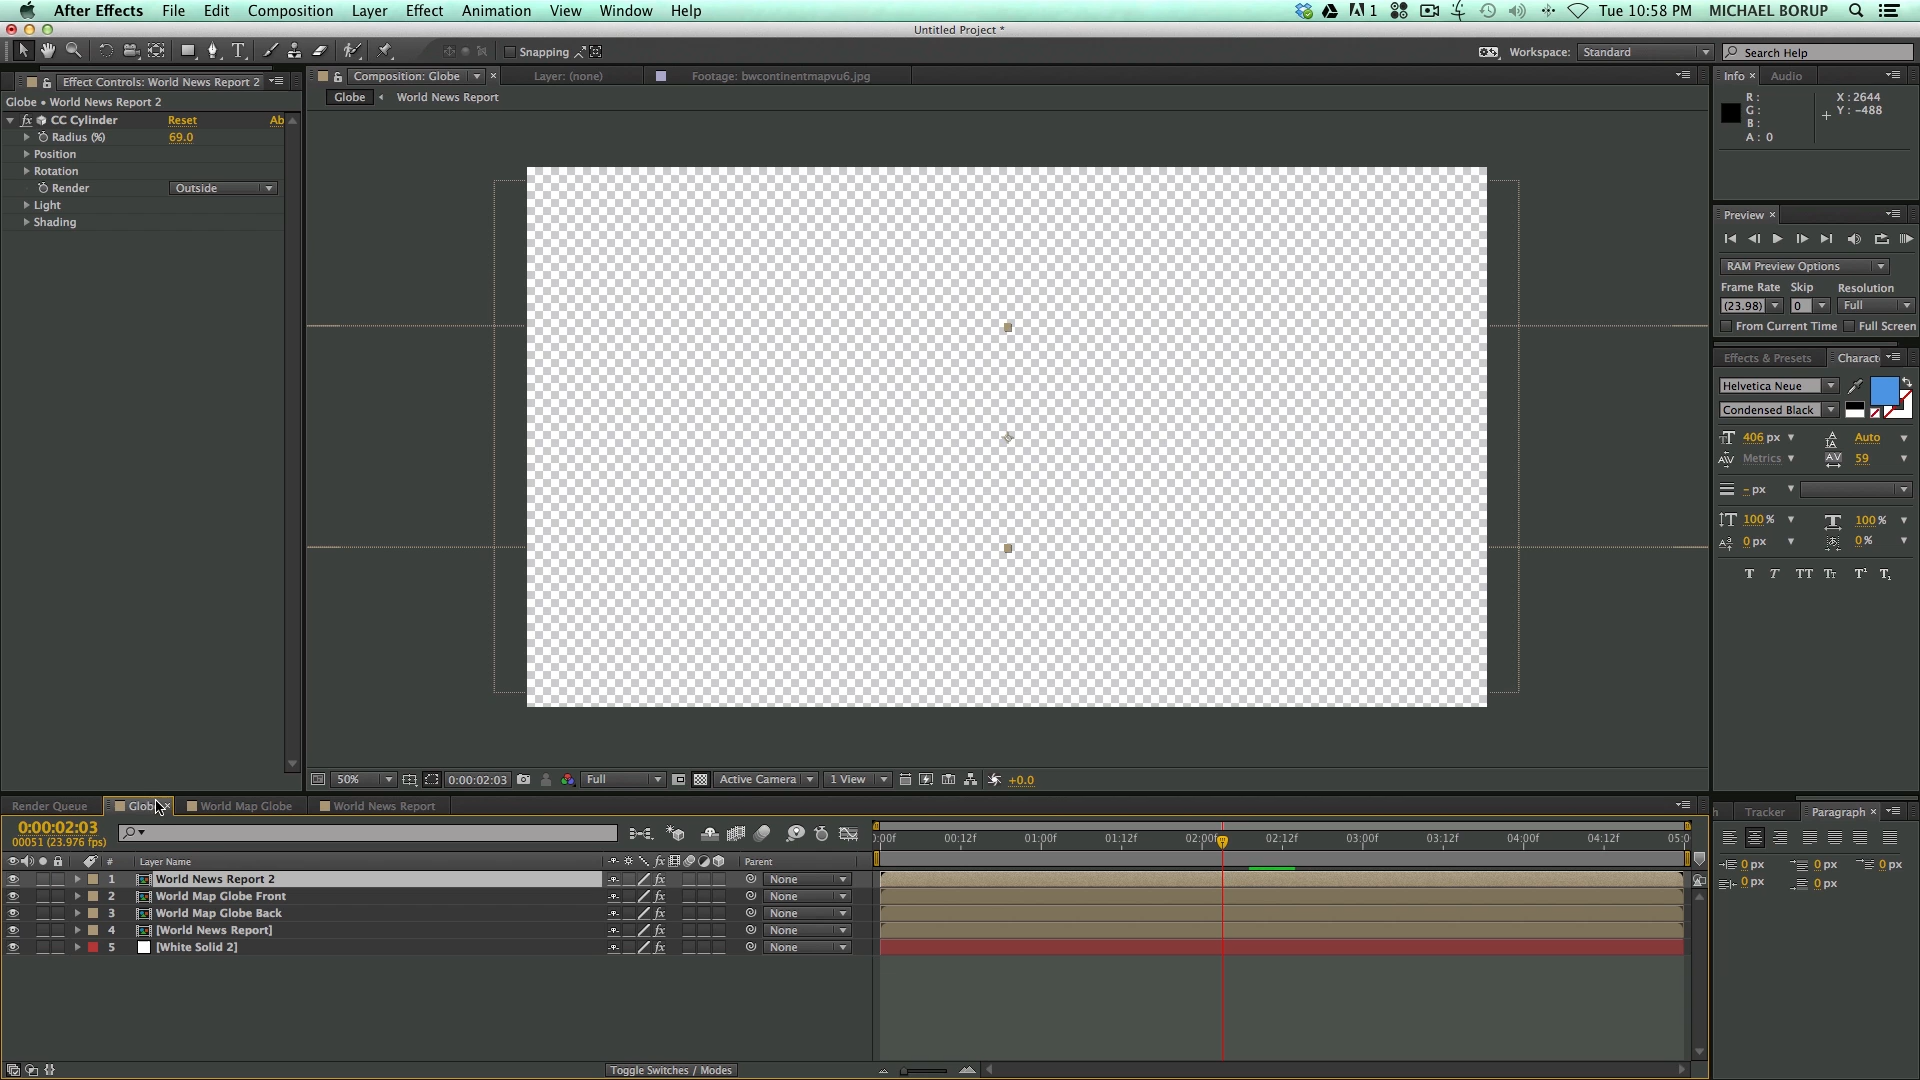 After Effects File Edit Composition Layer Effect Animation View Window Help
1 Tue 10:58 PM MICHAEL BORUP
Untitled Project *
Snapping
Workspace: Standard
Search Help
Effect Controls: World News Report 2
Globe • World News Report 2
fx CC Cylinder Reset Ab
Radius (%) 69.0
Position
Rotation
Render Outside
Light
Shading
Composition: Globe Layer: (none) Footage: bwcontinentmapvu6.jpg
Globe World News Report
50% 0:00:02:03 Full Active Camera 1 View +0.0
Info Audio
R: X: 2644
G: Y: -488
B:
A: 0
Preview
RAM Preview Options
Frame Rate Skip Resolution
(23.98) 0 Full
From Current Time Full Screen
Effects & Presets Charact
Helvetica Neue
Condensed Black
406 px Auto
Metrics 59
- px
100 % 100 %
0 px 0 %
T T TT Tt T¹ T₁
Render Queue Globe World Map Globe World News Report
0:00:02:03
00051 (23.976 fps)
:00f 00:12f 01:00f 01:12f 02:00f 02:12f 03:00f 03:12f 04:00f 04:12f 05:0
# Layer Name fx Parent
1 World News Report 2 fx None
2 World Map Globe Front fx None
3 World Map Globe Back fx None
4 [World News Report] fx None
5 [White Solid 2] fx None
Toggle Switches / Modes
Tracker Paragraph
0 px 0 px 0 px
0 px 0 px